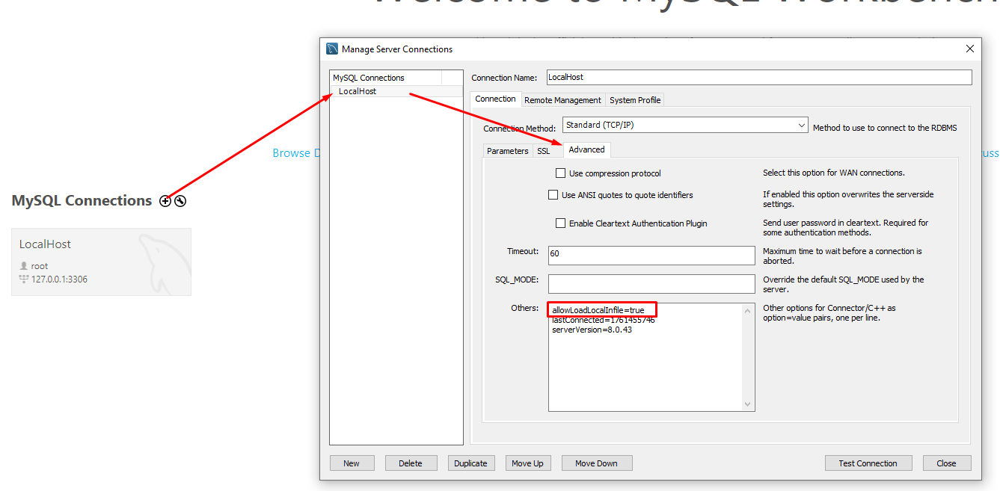 Welcome to MySQL Workbench
Manage Server Connections
MySQL Connections
LocalHost
Connection Name:
LocalHost
Connection
Remote Management
System Profile
Connection Method:
Standard (TCP/IP)
Method to use to connect to the RDBMS
Parameters
SSL
Advanced
Browse D
uss
Use compression protocol
Select this option for WAN connections.
Use ANSI quotes to quote identifiers
If enabled this option overwrites the serverside
settings.
MySQL Connections
Enable Cleartext Authentication Plugin
Send user password in cleartext. Required for
some authentication methods.
LocalHost
root
127.0.0.1:3306
Timeout:
60
Maximum time to wait before a connection is
aborted.
SQL_MODE:
Override the default SQL_MODE used by the
server.
Others:
allowLoadLocalInfile=true
lastConnected=1761455746
serverVersion=8.0.43
Other options for Connector/C++ as
option=value pairs, one per line.
New
Delete
Duplicate
Move Up
Move Down
Test Connection
Close